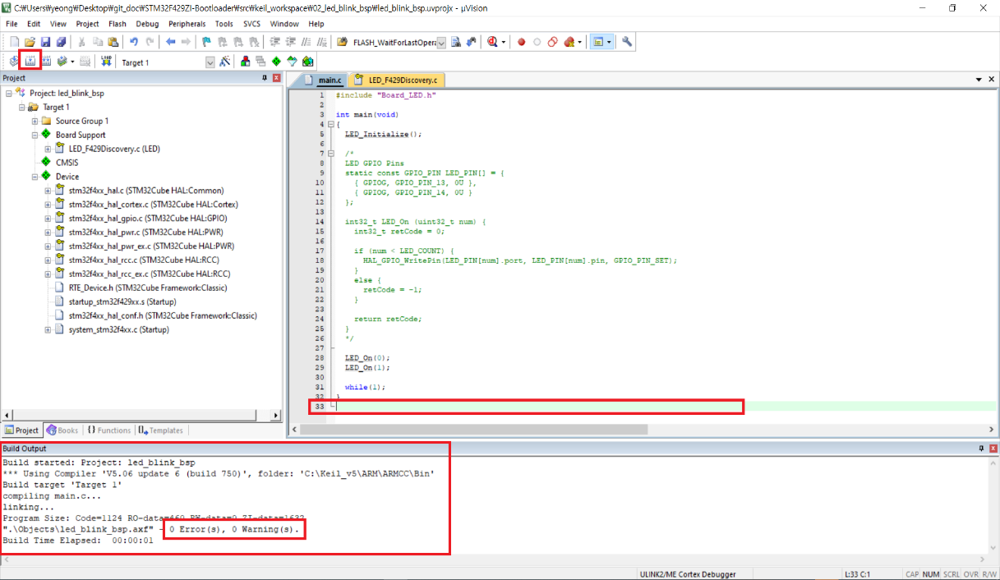 C:₩Users₩yeong₩Desktop₩git_doc₩STM32F429ZI-Bootloader₩src₩keil_workspace₩02_led_blink_bsp₩led_blink_bsp.uvprojx - µVision
File Edit View Project Flash Debug Peripherals Tools SVCS Window Help
FLASH_WaitForLastOpera
LOAD
Target 1
Project
Project: led_blink_bsp
Target 1
Source Group 1
Board Support
LED_F429Discovery.c (LED)
CMSIS
Device
stm32f4xx_hal.c (STM32Cube HAL:Common)
stm32f4xx_hal_cortex.c (STM32Cube HAL:Cortex)
stm32f4xx_hal_gpio.c (STM32Cube HAL:GPIO)
stm32f4xx_hal_pwr.c (STM32Cube HAL:PWR)
stm32f4xx_hal_pwr_ex.c (STM32Cube HAL:PWR)
stm32f4xx_hal_rcc.c (STM32Cube HAL:RCC)
stm32f4xx_hal_rcc_ex.c (STM32Cube HAL:RCC)
RTE_Device.h (STM32Cube Framework:Classic)
startup_stm32f429xx.s (Startup)
stm32f4xx_hal_conf.h (STM32Cube Framework:Classic)
system_stm32f4xx.c (Startup)
Project Books {} Functions Templates
main.c LED_F429Discovery.c
1 #include "Board_LED.h"
2
3 int main(void)
4 {
5 LED_Initialize();
6
7 /*
8 LED GPIO Pins
9 static const GPIO_PIN LED_PIN[] = {
10 { GPIOG, GPIO_PIN_13, 0U },
11 { GPIOG, GPIO_PIN_14, 0U }
12 };
13
14 int32_t LED_On (uint32_t num) {
15 int32_t retCode = 0;
16
17 if (num < LED_COUNT) {
18 HAL_GPIO_WritePin(LED_PIN[num].port, LED_PIN[num].pin, GPIO_PIN_SET);
19 }
20 else {
21 retCode = -1;
22 }
23
24 return retCode;
25 }
26 */
27
28 LED_On(0);
29 LED_On(1);
30
31 while(1);
32 }
33
Build Output
Build started: Project: led_blink_bsp
*** Using Compiler 'V5.06 update 6 (build 750)', folder: 'C:\Keil_v5\ARM\ARMCC\Bin'
Build target 'Target 1'
compiling main.c...
linking...
Program Size: Code=1124 RO-data=460 RW-data=0 ZI-data=1632
".\Objects\led_blink_bsp.axf" - 0 Error(s), 0 Warning(s).
Build Time Elapsed: 00:00:01
ULINK2/ME Cortex Debugger L:33 C:1 CAP NUM SCRL OVR R/W